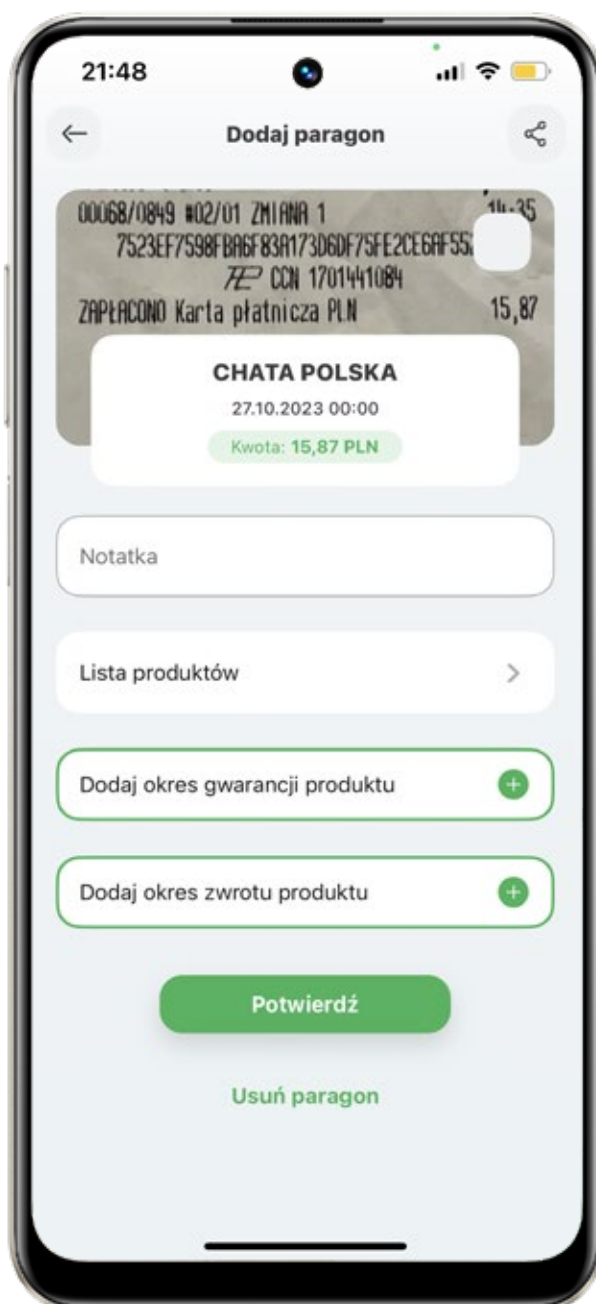 21:48
Dodaj paragon
00068/0849 #02/01 ZMIANA 1 14:35
ZAPŁACONO Karta płatnicza PLN 15,87
CCN 1701441084
CHATA POLSKA
27.10.2023 00:00
Kwota: 15,87 PLN
Notatka
Lista produktów
Dodaj okres gwarancji produktu
Dodaj okres zwrotu produktu
Potwierdź
Usuń paragon